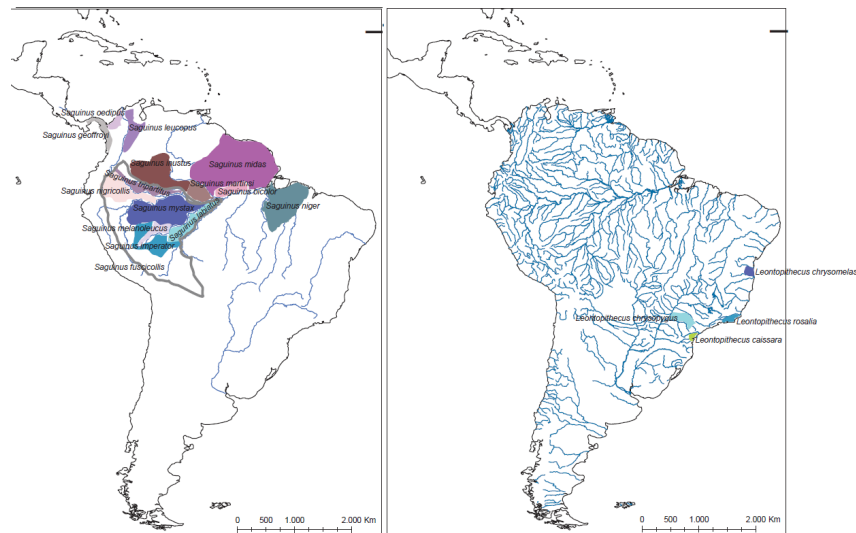 Saguinus oedipus
Saguinus leucopus
Saguinus geoffroyi
Saguinus inustus
Saguinus midas
Saguinus tripartitus
Saguinus martinsi
Saguinus nigricollis
Saguinus bicolor
Saguinus niger
Saguinus mystax
Saguinus labiatus
Saguinus melanoleucus
Saguinus imperator
Saguinus fuscicollis
0 500 1.000 2.000 Km
Leontopithecus chrysomelas
Leontopithecus chrysopygus
Leontopithecus rosalia
Leontopithecus caissara
0 500 1.000 2.000 Km